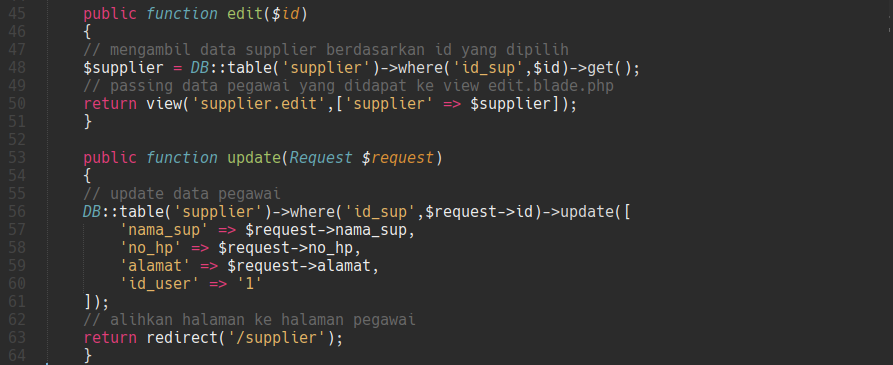 45 public function edit($id)
46 {
47 // mengambil data supplier berdasarkan id yang dipilih
48 $supplier = DB::table('supplier')->where('id_sup',$id)->get();
49 // passing data pegawai yang didapat ke view edit.blade.php
50 return view('supplier.edit',['supplier' => $supplier]);
51 }
52
53 public function update(Request $request)
54 {
55 // update data pegawai
56 DB::table('supplier')->where('id_sup',$request->id)->update([
57 'nama_sup' => $request->nama_sup,
58 'no_hp' => $request->no_hp,
59 'alamat' => $request->alamat,
60 'id_user' => '1'
61 ]);
62 // alihkan halaman ke halaman pegawai
63 return redirect('/supplier');
64 }